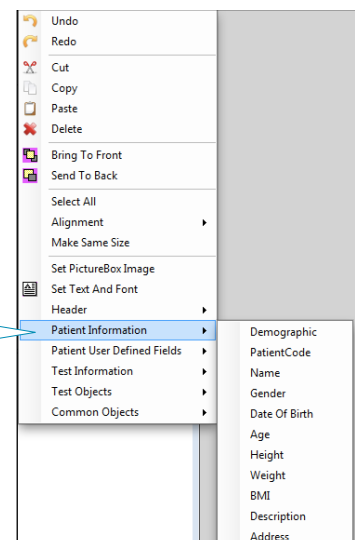 Undo
Redo
Cut
Copy
Paste
Delete
Bring To Front
Send To Back
Select All
Alignment
Make Same Size
Set PictureBox Image
Set Text And Font
Header
Patient Information
Patient User Defined Fields
Test Information
Test Objects
Common Objects
Demographic
PatientCode
Name
Gender
Date Of Birth
Age
Height
Weight
BMI
Description
Address